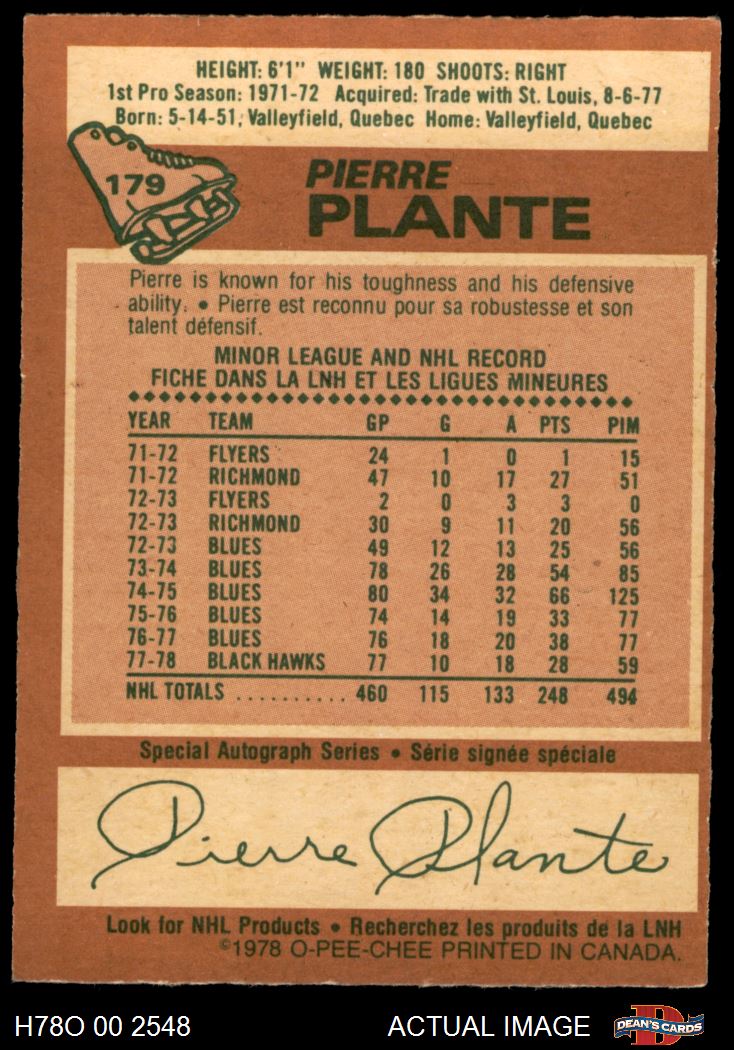 HEIGHT: 6'1" WEIGHT: 180 SHOOTS: RIGHT
1st Pro Season: 1971-72 Acquired: Trade with St. Louis, 8-6-77
Born: 5-14-51, Valleyfield, Quebec Home: Valleyfield, Quebec
179
PIERRE
PLANTE
Pierre is known for his toughness and his defensive
ability. • Pierre est reconnu pour sa robustesse et son
talent défensif.
MINOR LEAGUE AND NHL RECORD
FICHE DANS LA LNH ET LES LIGUES MINEURES
YEAR TEAM GP G A PTS PIM
71-72 FLYERS 24 1 0 1 15
71-72 RICHMOND 47 10 17 27 51
72-73 FLYERS 2 0 3 3 0
72-73 RICHMOND 30 9 11 20 56
72-73 BLUES 49 12 13 25 56
73-74 BLUES 78 26 28 54 85
74-75 BLUES 80 34 32 66 125
75-76 BLUES 74 14 19 33 77
76-77 BLUES 76 18 20 38 77
77-78 BLACK HAWKS 77 10 18 28 59
NHL TOTALS .......... 460 115 133 248 494
Special Autograph Series • Série signée spéciale
Pierre Plante
Look for NHL Products • Recherchez les produits de la LNH
©1978 O-PEE-CHEE PRINTED IN CANADA.
H78O 00 2548 ACTUAL IMAGE DEAN'S CARDS